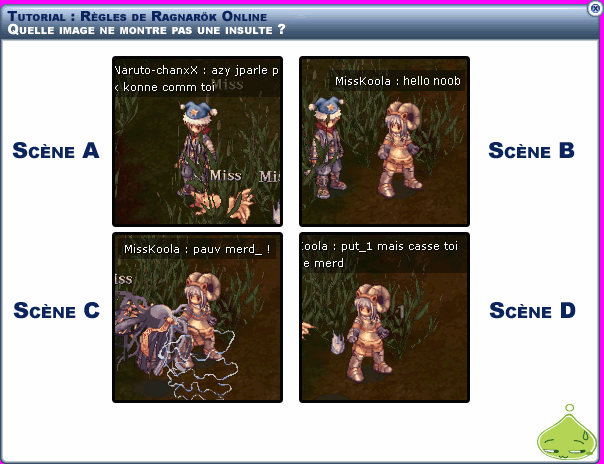 Tutorial : Règles de Ragnarök Online
Quelle image ne montre pas une insulte ?
Scène A
Naruto-chanxX : azy jparle p
x konne comm toi
Miss
Miss
Mis
Scène B
MissKoola : hello noob
Scène C
MissKoola : pauv merd_ !
iss
Scène D
Koola : put_1 mais casse toi
e merd
1